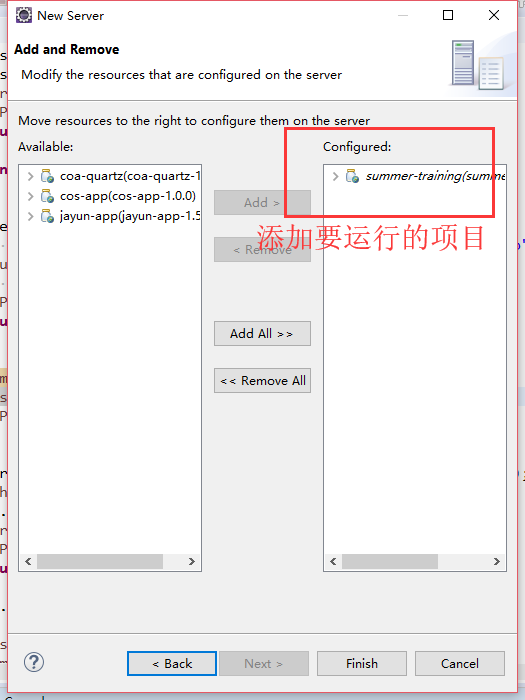 New Server
Add and Remove
Modify the resources that are configured on the server
Move resources to the right to configure them on the server
Available:
Configured:
coa-quartz(coa-quartz-1
cos-app(cos-app-1.0.0)
jayun-app(jayun-app-1.5
summer-training(summe
Add >
< Remove
添加要运行的项目
Add All >>
<< Remove All
?
< Back
Next >
Finish
Cancel